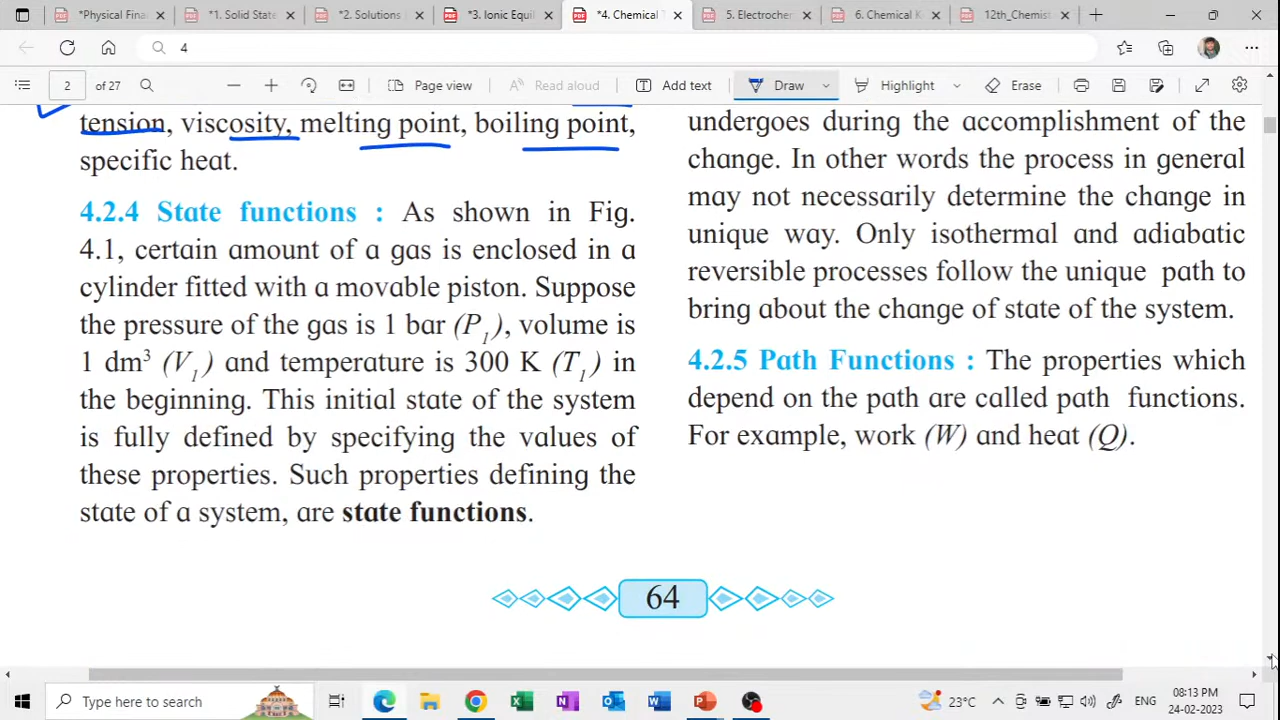 *Physical Fina
*1. Solid State
*2. Solutions
*3. Ionic Equil
*4. Chemical T
5. Electrocher
6. Chemical K
12th_Chemist
4
2 of 27
Page view
Read aloud
Add text
Draw
Highlight
Erase
tension, viscosity, melting point, boiling point,
specific heat.
4.2.4 State functions : As shown in Fig.
4.1, certain amount of a gas is enclosed in a
cylinder fitted with a movable piston. Suppose
the pressure of the gas is 1 bar (P₁), volume is
1 dm³ (V₁) and temperature is 300 K (T₁) in
the beginning. This initial state of the system
is fully defined by specifying the values of
these properties. Such properties defining the
state of a system, are state functions.
undergoes during the accomplishment of the
change. In other words the process in general
may not necessarily determine the change in
unique way. Only isothermal and adiabatic
reversible processes follow the unique path to
bring about the change of state of the system.
4.2.5 Path Functions : The properties which
depend on the path are called path functions.
For example, work (W) and heat (Q).
64
Type here to search
23°C
ENG
08:13 PM
24-02-2023